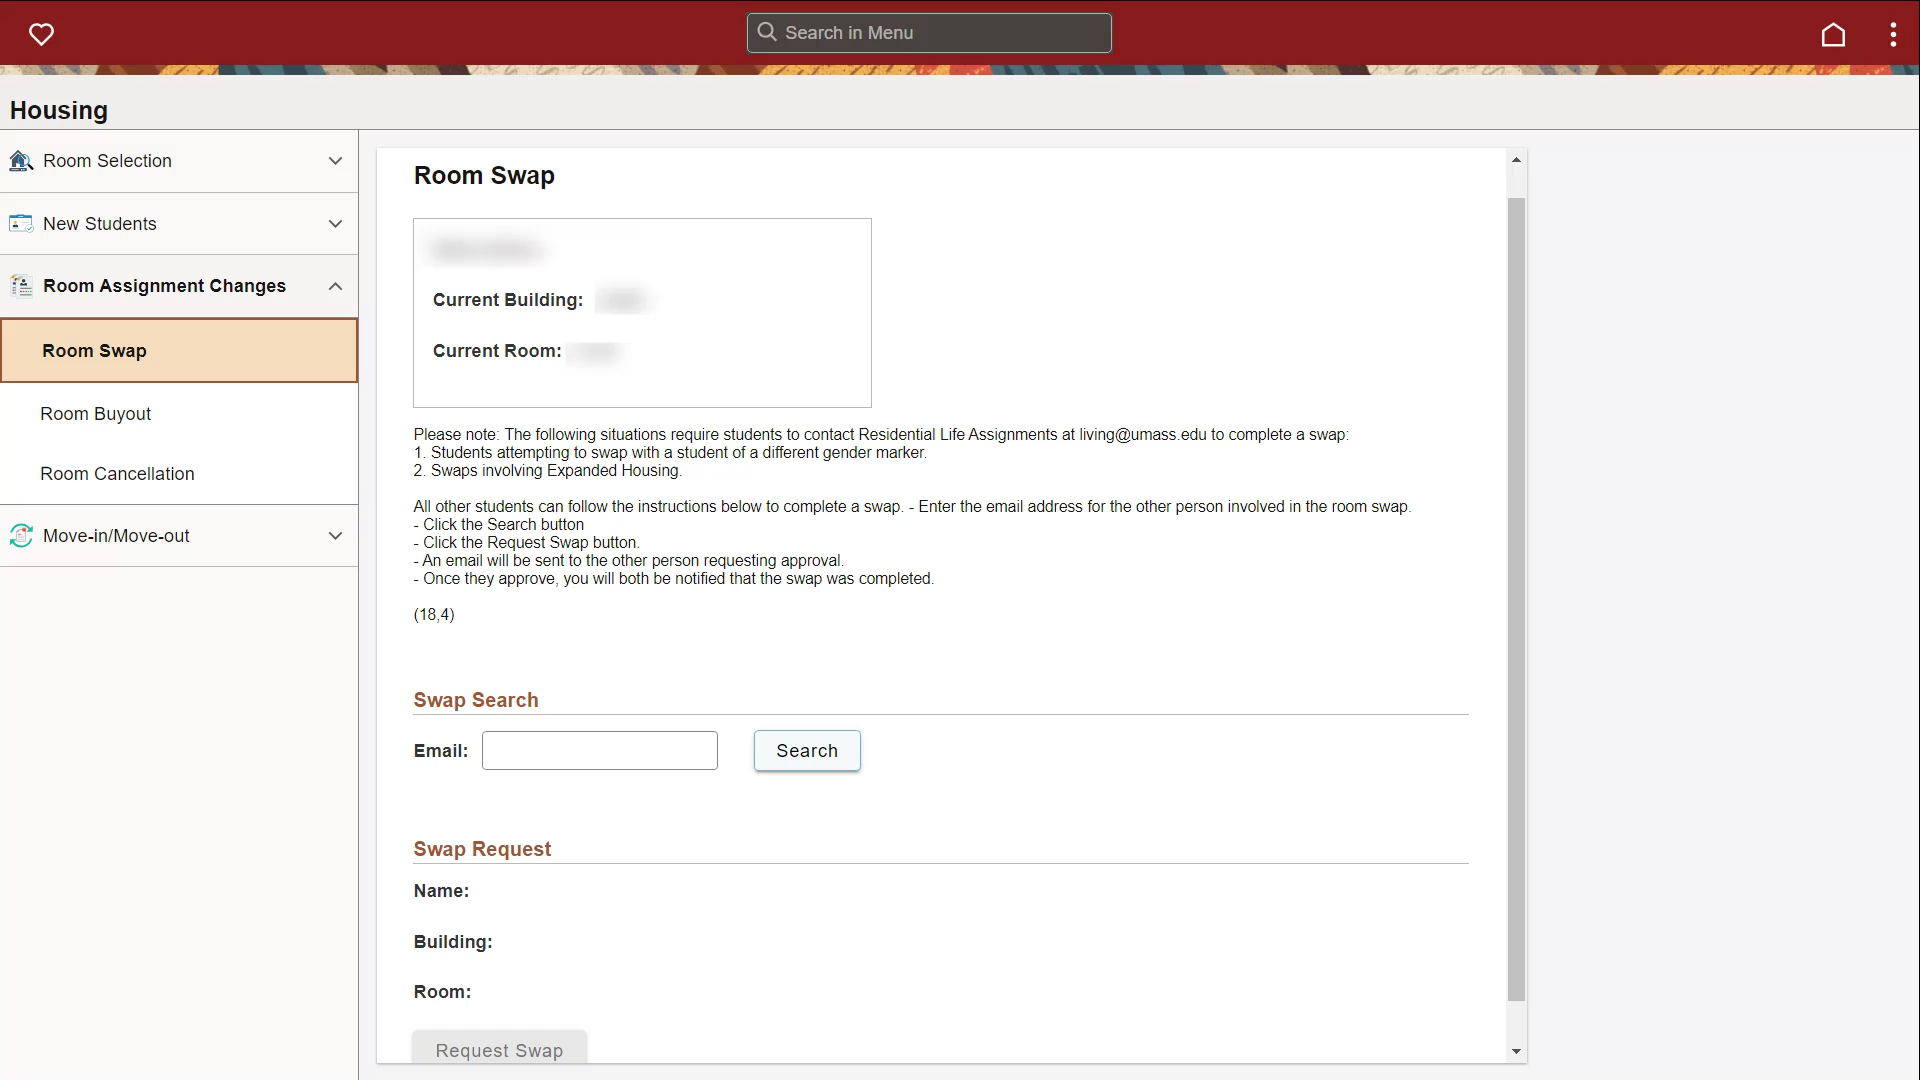 Search in Menu
Housing
Room Selection
New Students
Room Assignment Changes
Room Swap
Room Buyout
Room Cancellation
Move-in/Move-out
Room Swap
Current Building:
Current Room:
Please note: The following situations require students to contact Residential Life Assignments at living@umass.edu to complete a swap:
1. Students attempting to swap with a student of a different gender marker.
2. Swaps involving Expanded Housing.
All other students can follow the instructions below to complete a swap. - Enter the email address for the other person involved in the room swap.
- Click the Search button
- Click the Request Swap button.
- An email will be sent to the other person requesting approval.
- Once they approve, you will both be notified that the swap was completed.
(18,4)
Swap Search
Email:
Search
Swap Request
Name:
Building:
Room:
Request Swap